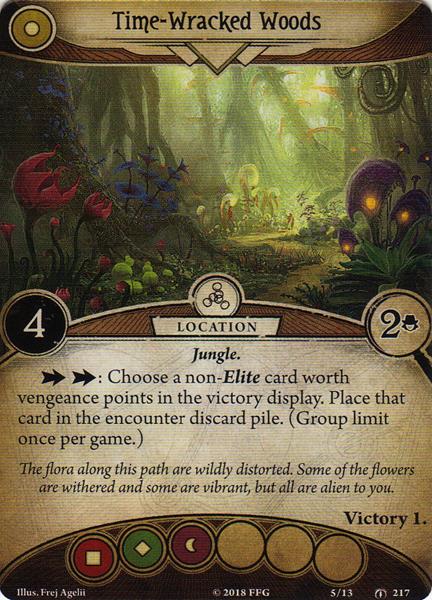 Time-Wracked Woods
4
LOCATION
2
Jungle.
: Choose a non-Elite card worth
vengeance points in the victory display. Place that
card in the encounter discard pile. (Group limit
once per game.)
The flora along this path are wildly distorted. Some of the flowers
are withered and some are vibrant, but all are alien to you.
Victory 1.
Illus. Frej Agelii © 2018 FFG 5/13 217